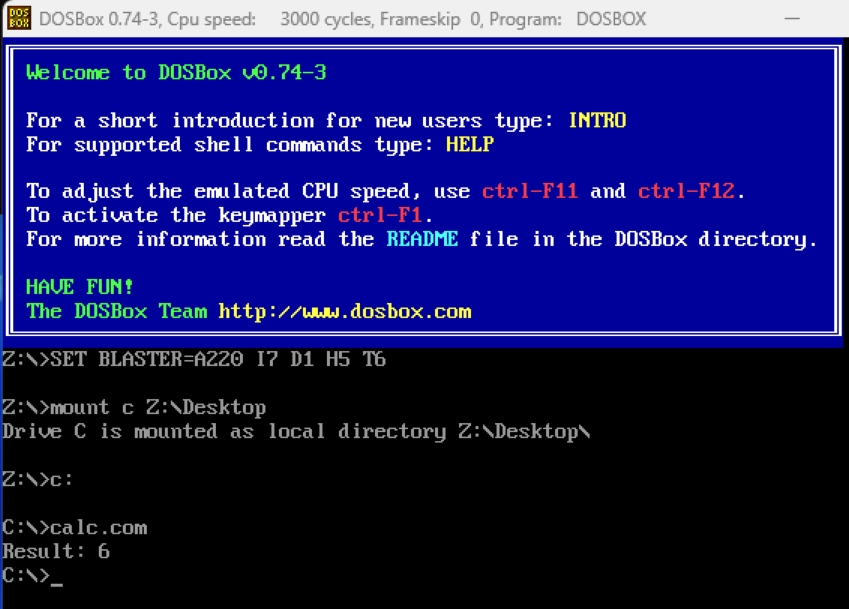 DOS
BOX
DOSBox 0.74-3, Cpu speed: 3000 cycles, Frameskip 0, Program: DOSBOX
Welcome to DOSBox v0.74-3
For a short introduction for new users type: INTRO
For supported shell commands type: HELP
To adjust the emulated CPU speed, use ctrl-F11 and ctrl-F12.
To activate the keymapper ctrl-F1.
For more information read the README file in the DOSBox directory.
HAVE FUN!
The DOSBox Team http://www.dosbox.com
Z:\>SET BLASTER=A220 I7 D1 H5 T6
Z:\>mount c Z:\Desktop
Drive C is mounted as local directory Z:\Desktop\
Z:\>c:
C:\>calc.com
Result: 6
C:\>_